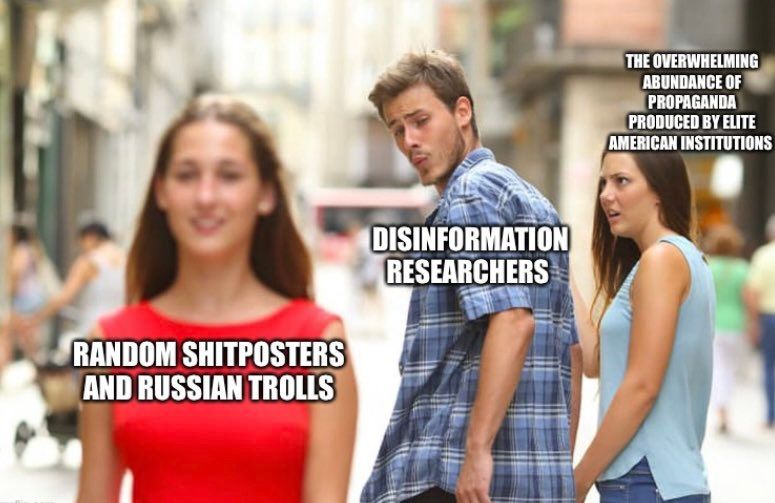 THE OVERWHELMING
ABUNDANCE OF
PROPAGANDA
PRODUCED BY ELITE
AMERICAN INSTITUTIONS
DISINFORMATION
RESEARCHERS
RANDOM SHITPOSTERS
AND RUSSIAN TROLLS